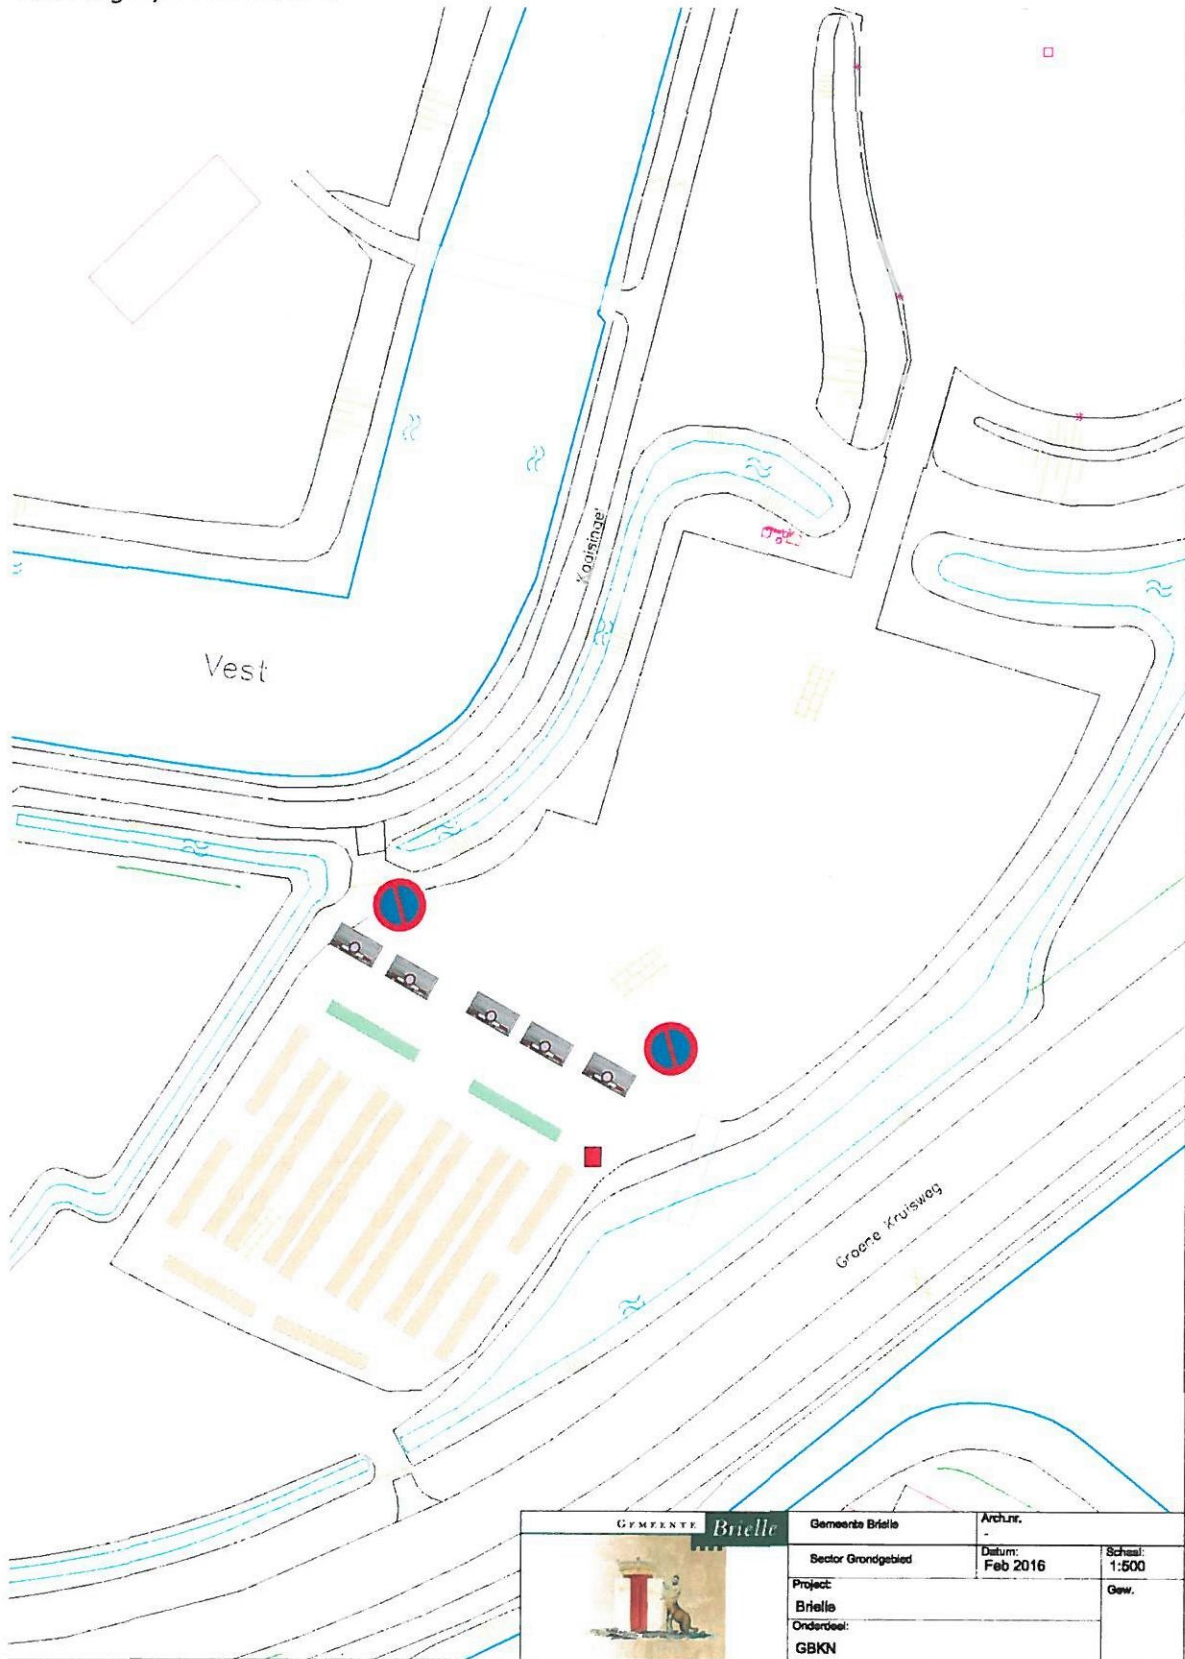 Kaaisingel
Vest
Groene Kruisweg
GEMEENTE Brielle
Gemeente Brielle
Arch.nr.
-
Sector Grondgebied
Datum:
Feb 2016
Schaal:
1:500
Project:
Brielle
Gew.
Onderdeel:
GBKN